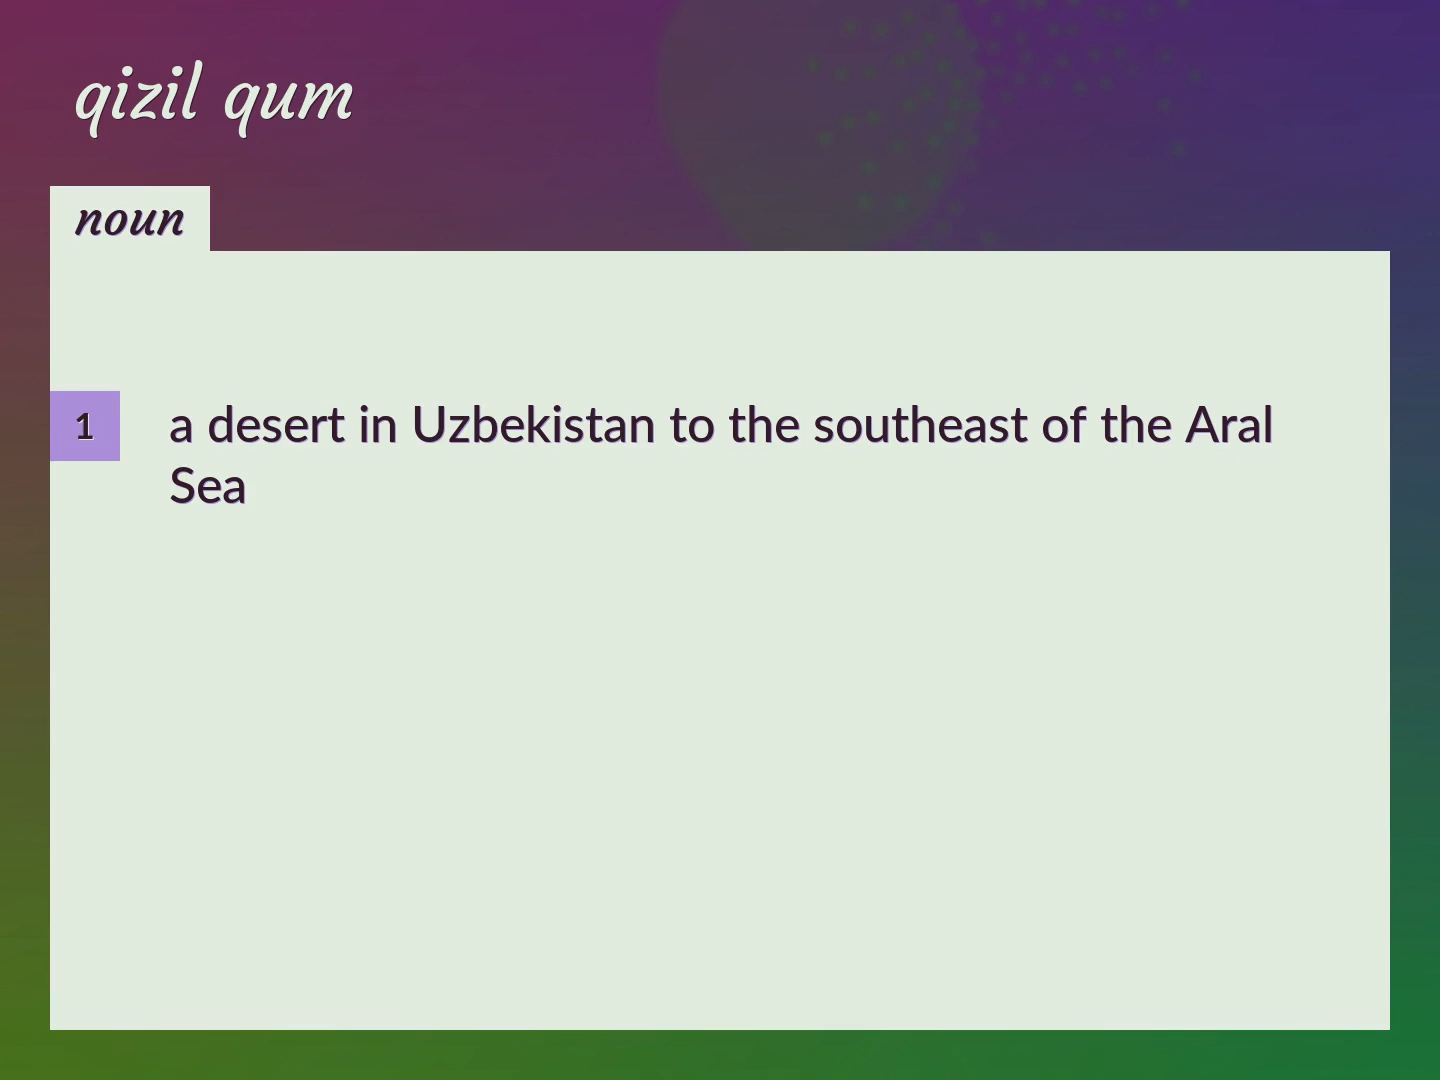 qizil qum
noun
1
a desert in Uzbekistan to the southeast of the Aral
Sea